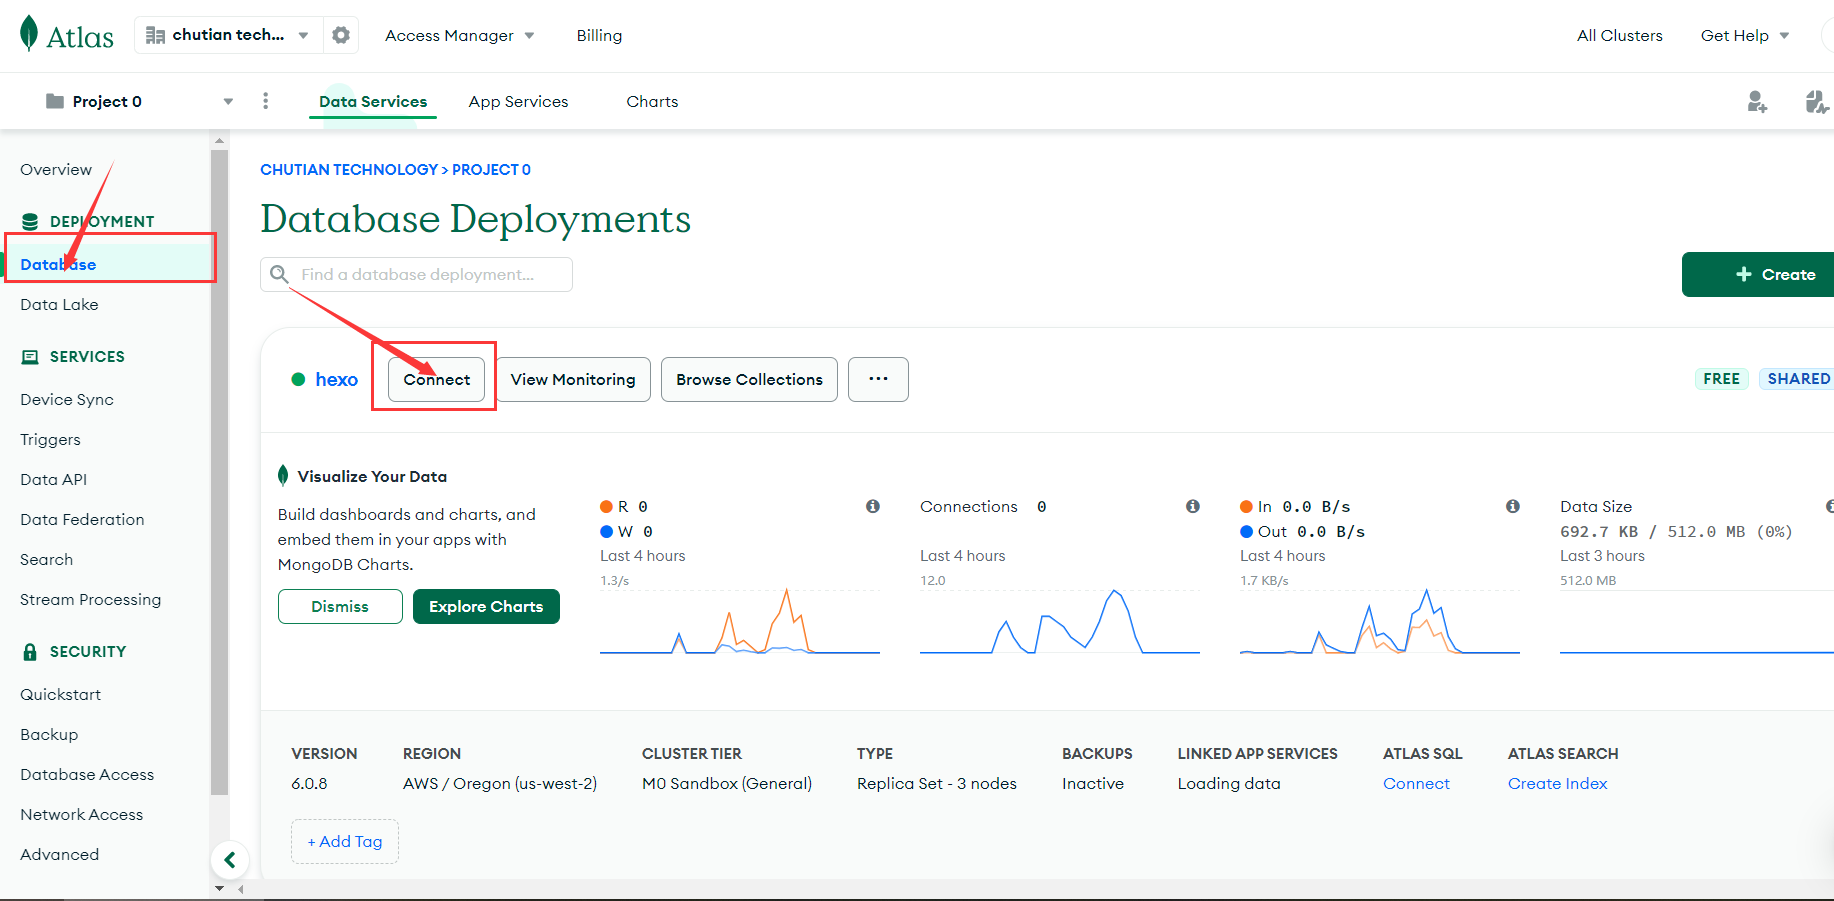 Atlas
chutian tech...
Access Manager
Billing
All Clusters
Get Help
Project 0
Data Services
App Services
Charts
Overview
DEPLOYMENT
Database
Data Lake
SERVICES
Device Sync
Triggers
Data API
Data Federation
Search
Stream Processing
SECURITY
Quickstart
Backup
Database Access
Network Access
Advanced
CHUTIAN TECHNOLOGY > PROJECT 0
Database Deployments
Find a database deployment...
+ Create
hexo
Connect
View Monitoring
Browse Collections
...
FREE
SHARED
Visualize Your Data
Build dashboards and charts, and
embed them in your apps with
MongoDB Charts.
Dismiss
Explore Charts
R 0
W 0
Last 4 hours
1.3/s
Connections 0
Last 4 hours
12.0
In 0.0 B/s
Out 0.0 B/s
Last 4 hours
1.7 KB/s
Data Size
692.7 KB / 512.0 MB (0%)
Last 3 hours
512.0 MB
VERSION
6.0.8
REGION
AWS / Oregon (us-west-2)
CLUSTER TIER
M0 Sandbox (General)
TYPE
Replica Set - 3 nodes
BACKUPS
Inactive
LINKED APP SERVICES
Loading data
ATLAS SQL
Connect
ATLAS SEARCH
Create Index
+ Add Tag